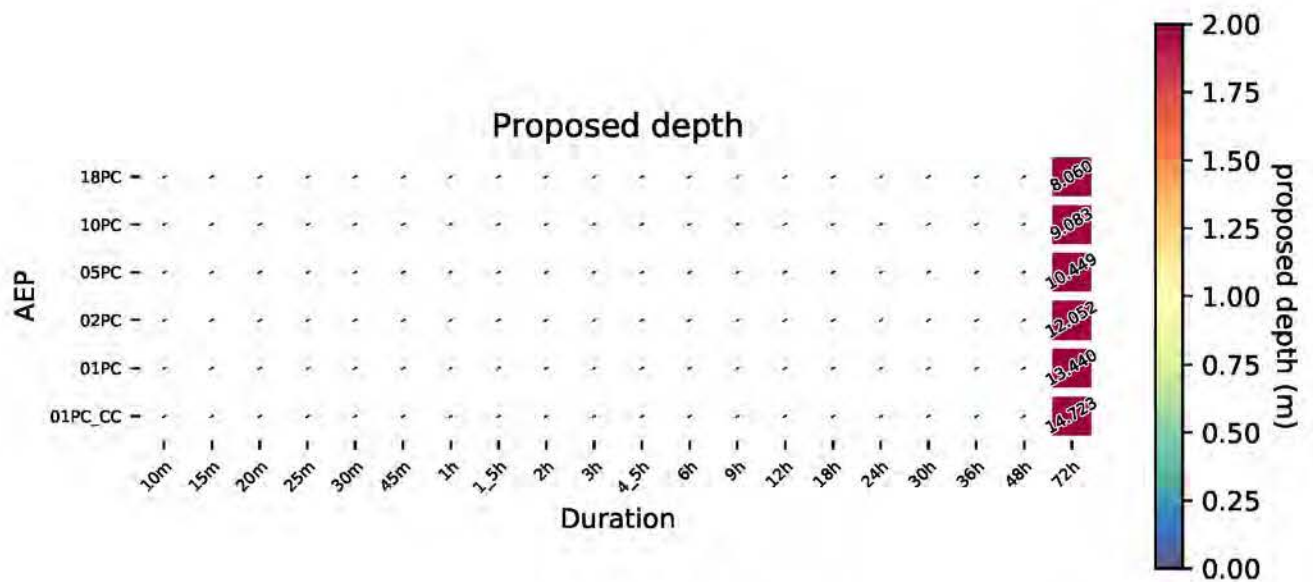 Proposed depth
AEP
18PC
10PC
05PC
02PC
01PC
01PC_CC
- - - - - - - - - - - - - - - - - - - 8.060
- - - - - - - - - - - - - - - - - - - 9.083
- - - - - - - - - - - - - - - - - - - 10.449
- - - - - - - - - - - - - - - - - - - 12.052
- - - - - - - - - - - - - - - - - - - 13.440
- - - - - - - - - - - - - - - - - - - 14.723
10m 15m 20m 25m 30m 45m 1h 1_5h 2h 3h 4_5h 6h 9h 12h 18h 24h 30h 36h 48h 72h
Duration
2.00
1.75
1.50
1.25
1.00
0.75
0.50
0.25
0.00
proposed depth (m)